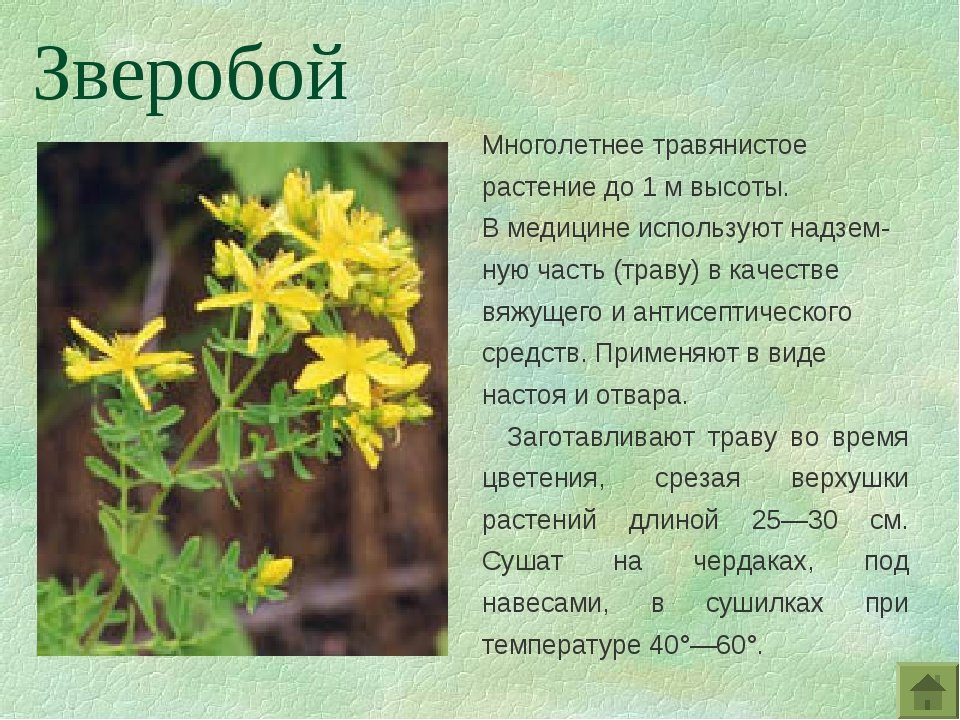 Зверобой
Многолетнее травянистое
растение до 1 м высоты.
В медицине используют надзем-
ную часть (траву) в качестве
вяжущего и антисептического
средств. Применяют в виде
настоя и отвара.
Заготавливают траву во время
цветения, срезая верхушки
растений длиной 25—30 см.
Сушат на чердаках, под
навесами, в сушилках при
температуре 40°—60°.